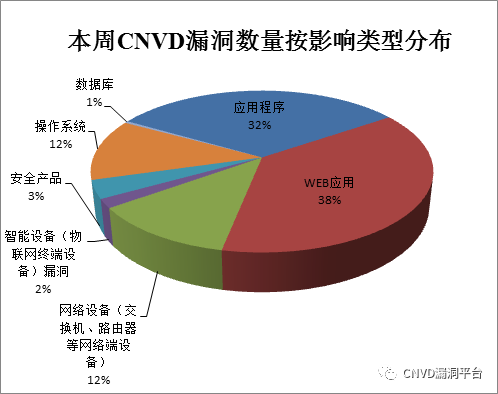 本周CNVD漏洞数量按影响类型分布
数据库
1%
应用程序
32%
操作系统
12%
WEB应用
38%
安全产品
3%
智能设备（物
联网终端设
备）漏洞
2%
网络设备（交
换机、路由器
等网络端设
备）
12%
CNVD漏洞平台